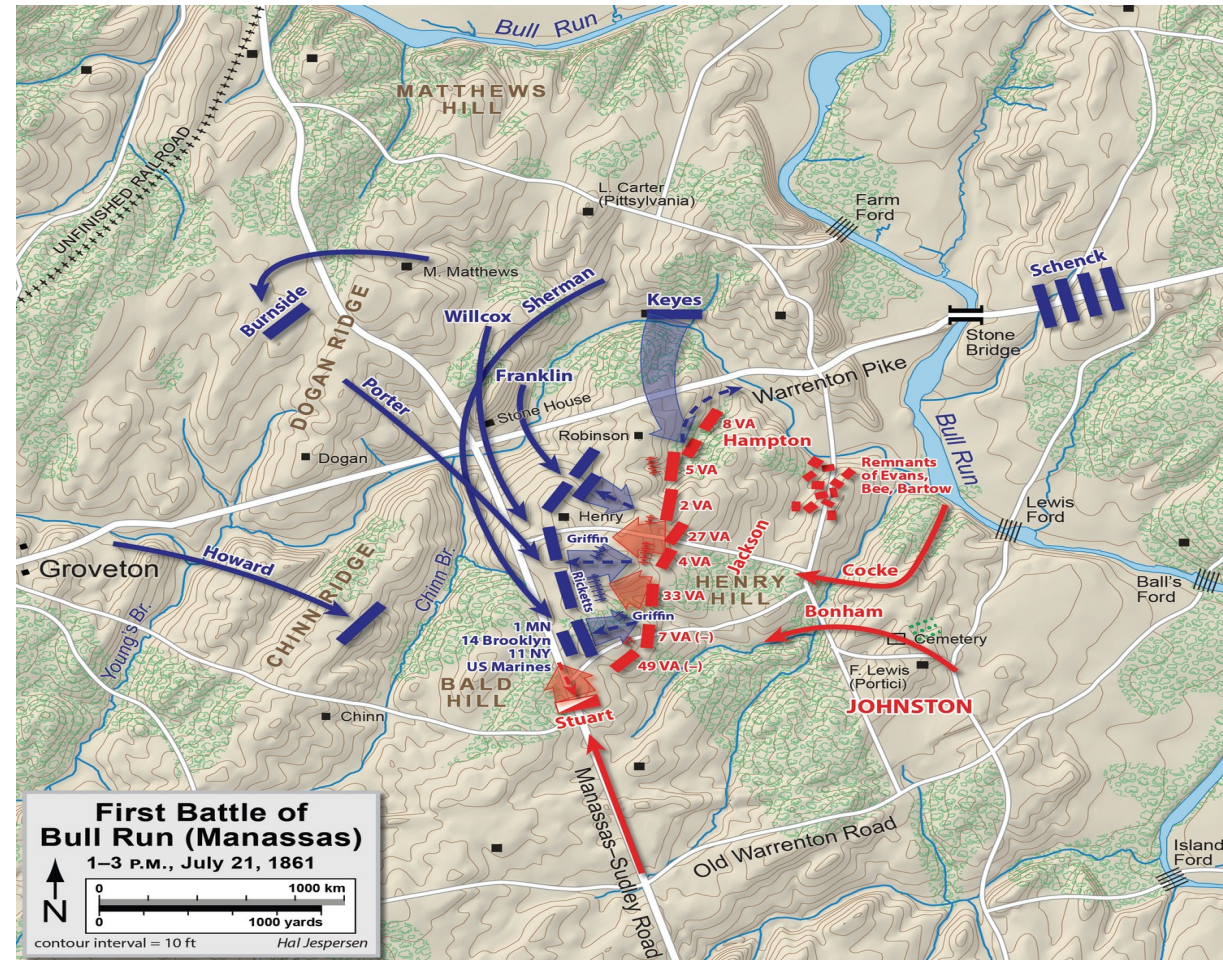 Bull Run
MATTHEWS
HILL
UNFINISHED RAILROAD
L. Carter
(Pittsylvania)
Farm
Ford
M. Matthews
Sherman
Keyes
Schenck
Burnside
Willcox
DOGAN RIDGE
Stone
Bridge
Franklin
Porter
Warrenton Pike
Stone House
Robinson
8 VA
Hampton
Bull Run
Dogan
5 VA
Remnants
of Evans,
Bee, Bartow
2 VA
Lewis
Ford
Henry
Griffin
27 VA
Jackson
4 VA
Groveton
Howard
Chinn Br.
Ricketts
HENRY
HILL
Cocke
Ball's
Ford
33 VA
CHINN RIDGE
Young's Br.
Griffin
Bonham
1 MN
14 Brooklyn
11 NY
US Marines
7 VA (–)
Cemetery
49 VA (–)
F. Lewis
(Portici)
BALD
HILL
JOHNSTON
Chinn
Stuart
Manassas–Sudley Road
Old Warrenton Road
Island
Ford
First Battle of
Bull Run (Manassas)
1–3 P.M., July 21, 1861
0 1000 km
0 1000 yards
N
contour interval = 10 ft Hal Jespersen